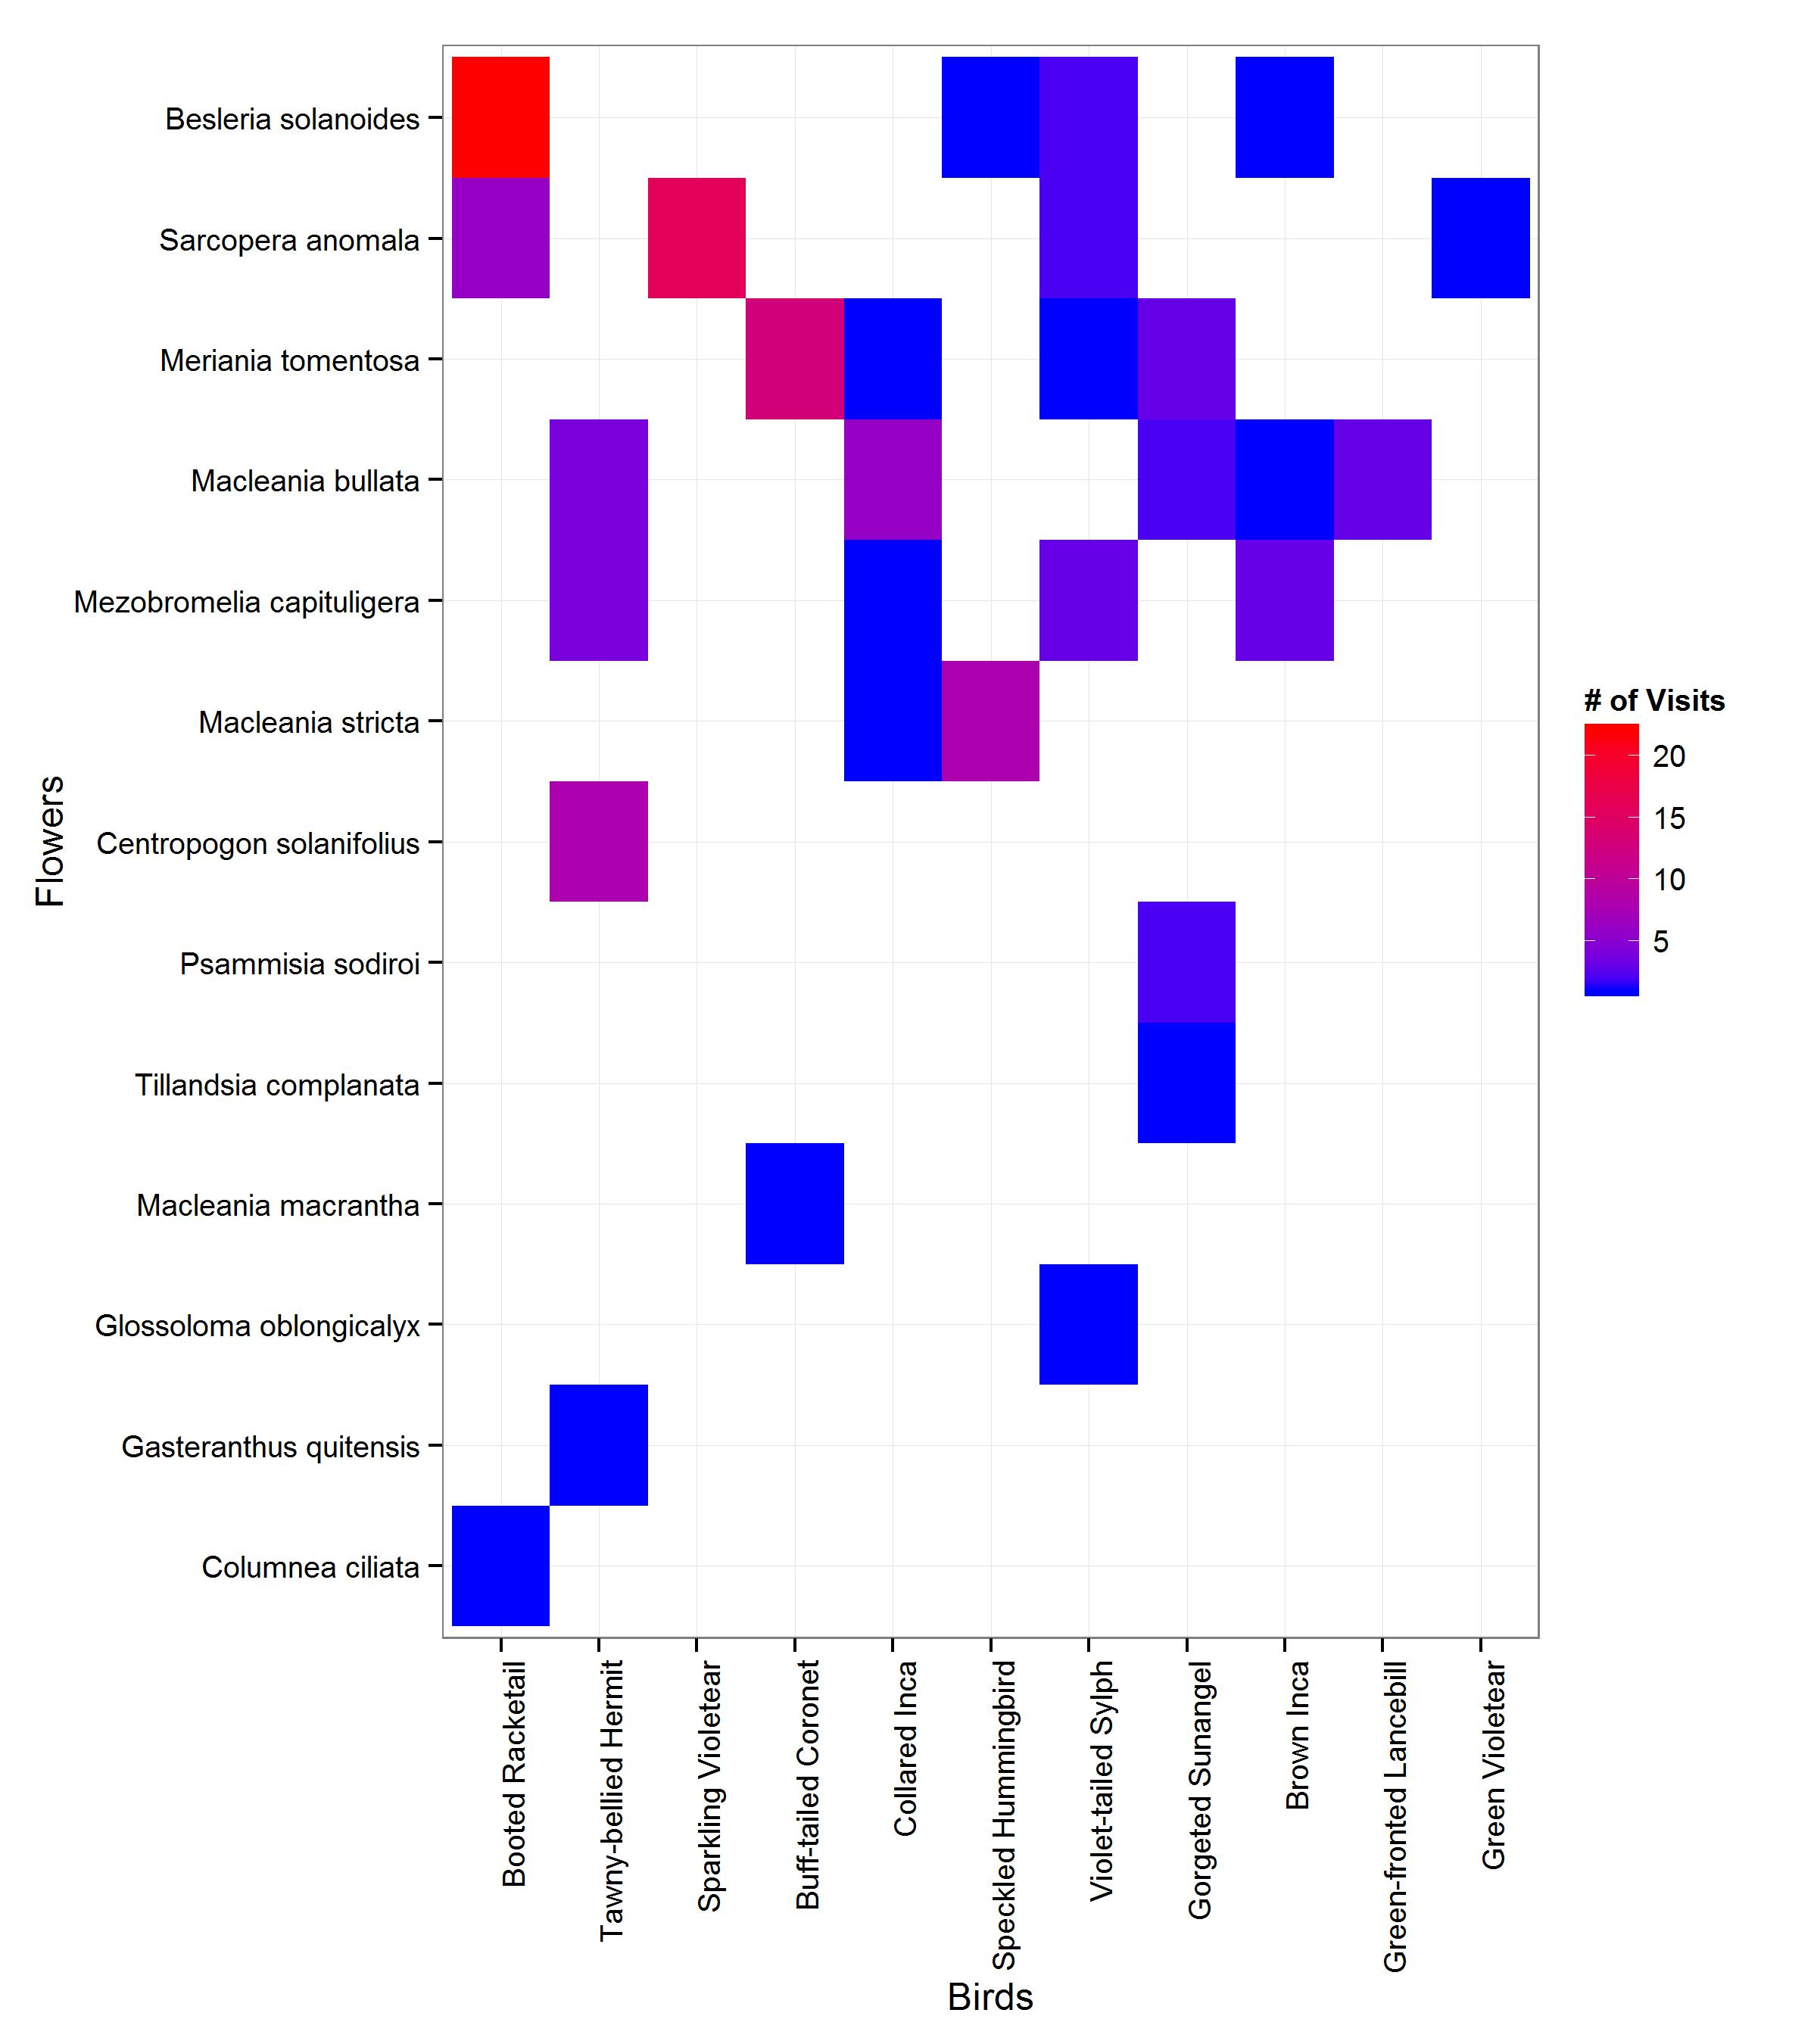 Besleria solanoides
Sarcopera anomala
Meriania tomentosa
Macleania bullata
Mezobromelia capituligera
Macleania stricta
Centropogon solanifolius
Psammisia sodiroi
Tillandsia complanata
Macleania macrantha
Glossoloma oblongicalyx
Gasteranthus quitensis
Columnea ciliata
Flowers
# of Visits
20
15
10
5
Booted Racketail
Tawny-bellied Hermit
Sparkling Violetear
Buff-tailed Coronet
Collared Inca
Speckled Hummingbird
Violet-tailed Sylph
Gorgeted Sunangel
Brown Inca
Green-fronted Lancebill
Green Violetear
Birds